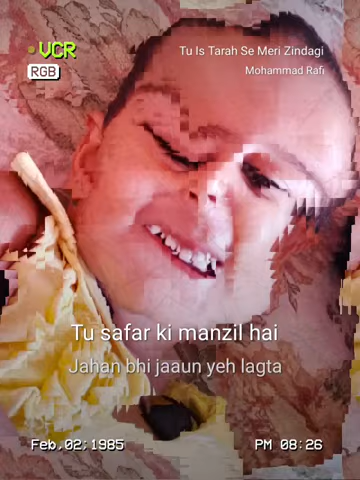 VCR
RGB
Tu Is Tarah Se Meri Zindagi
Mohammad Rafi
Tu safar ki manzil hai
Jahan bhi jaaun yeh lagta
Feb,02;1985
PM 08:26